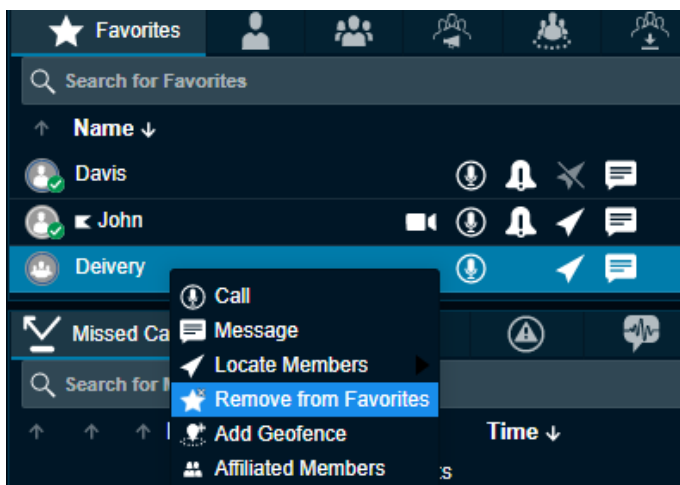 Favorites
Search for Favorites
Name
Davis
John
Deivery
Call
Missed Ca
Message
Locate Members
Search for
Remove from Favorites
Add Geofence
Time
Affiliated Members